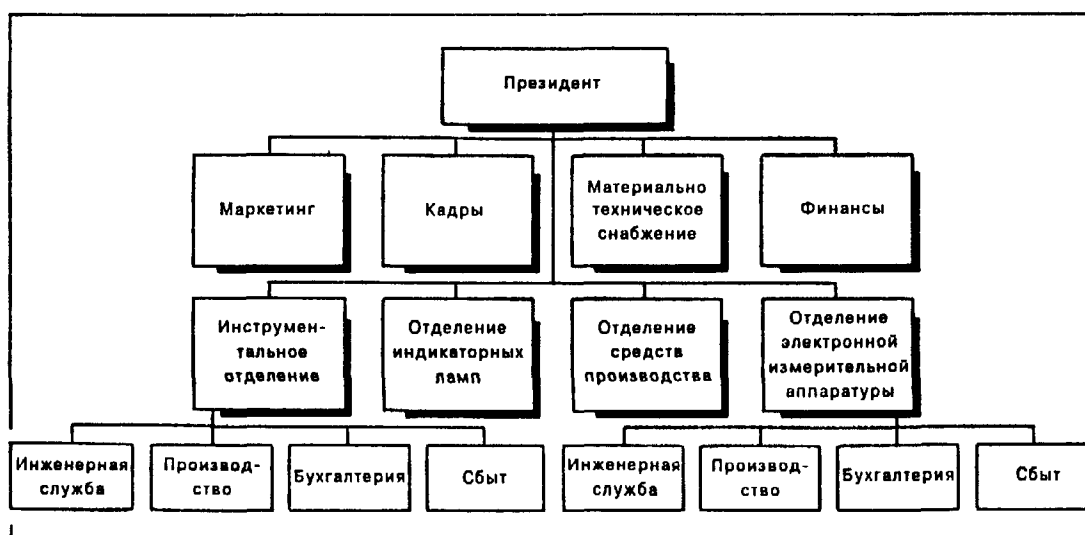 Президент
Маркетинг
Кадры
Материально
техническое
снабжение
Финансы
Инструмен-
тальное
отделение
Отделение
индикаторных
ламп
Отделение
средств
производства
Отделение
электронной
измерительной
аппаратуры
Инженерная
служба
Производ-
ство
Бухгалтерия
Сбыт
Инженерная
служба
Производ-
ство
Бухгалтерия
Сбыт